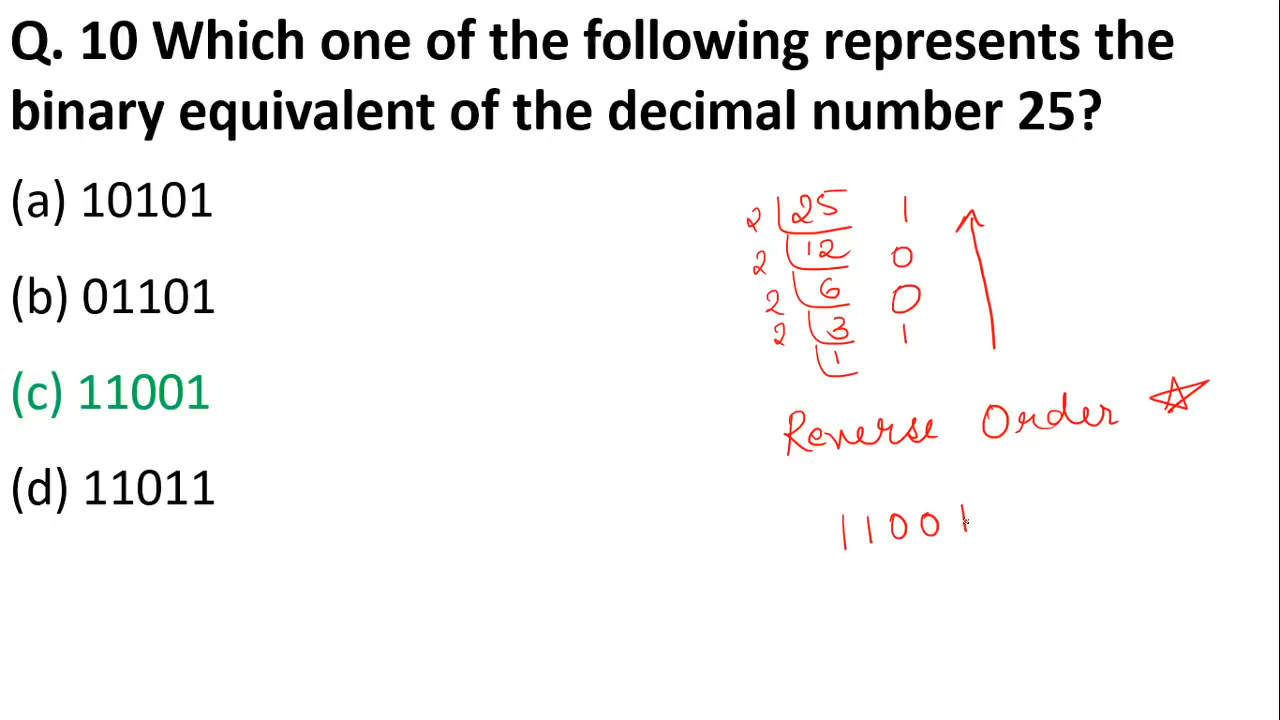 Q. 10 Which one of the following represents the
binary equivalent of the decimal number 25?
(a) 10101
(b) 01101
(c) 11001
(d) 11011
2 25 1
2 12 0
2 6 0
2 3 1
1
Reverse Order
11001